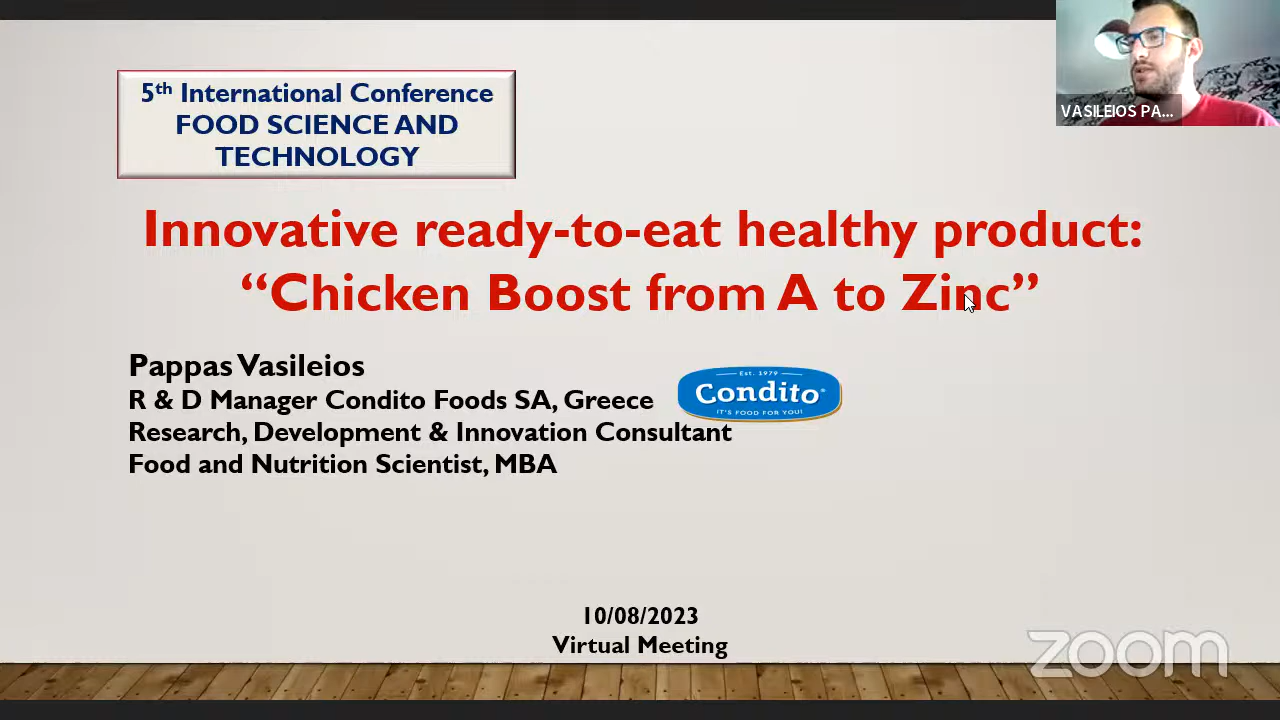 5th International Conference
FOOD SCIENCE AND
TECHNOLOGY
VASILEIOS PA...
Innovative ready-to-eat healthy product:
“Chicken Boost from A to Zinc”
Pappas Vasileios
R & D Manager Condito Foods SA, Greece
Est. 1979
Condito®
IT'S FOOD FOR YOU!
Research, Development & Innovation Consultant
Food and Nutrition Scientist, MBA
10/08/2023
Virtual Meeting
zoom